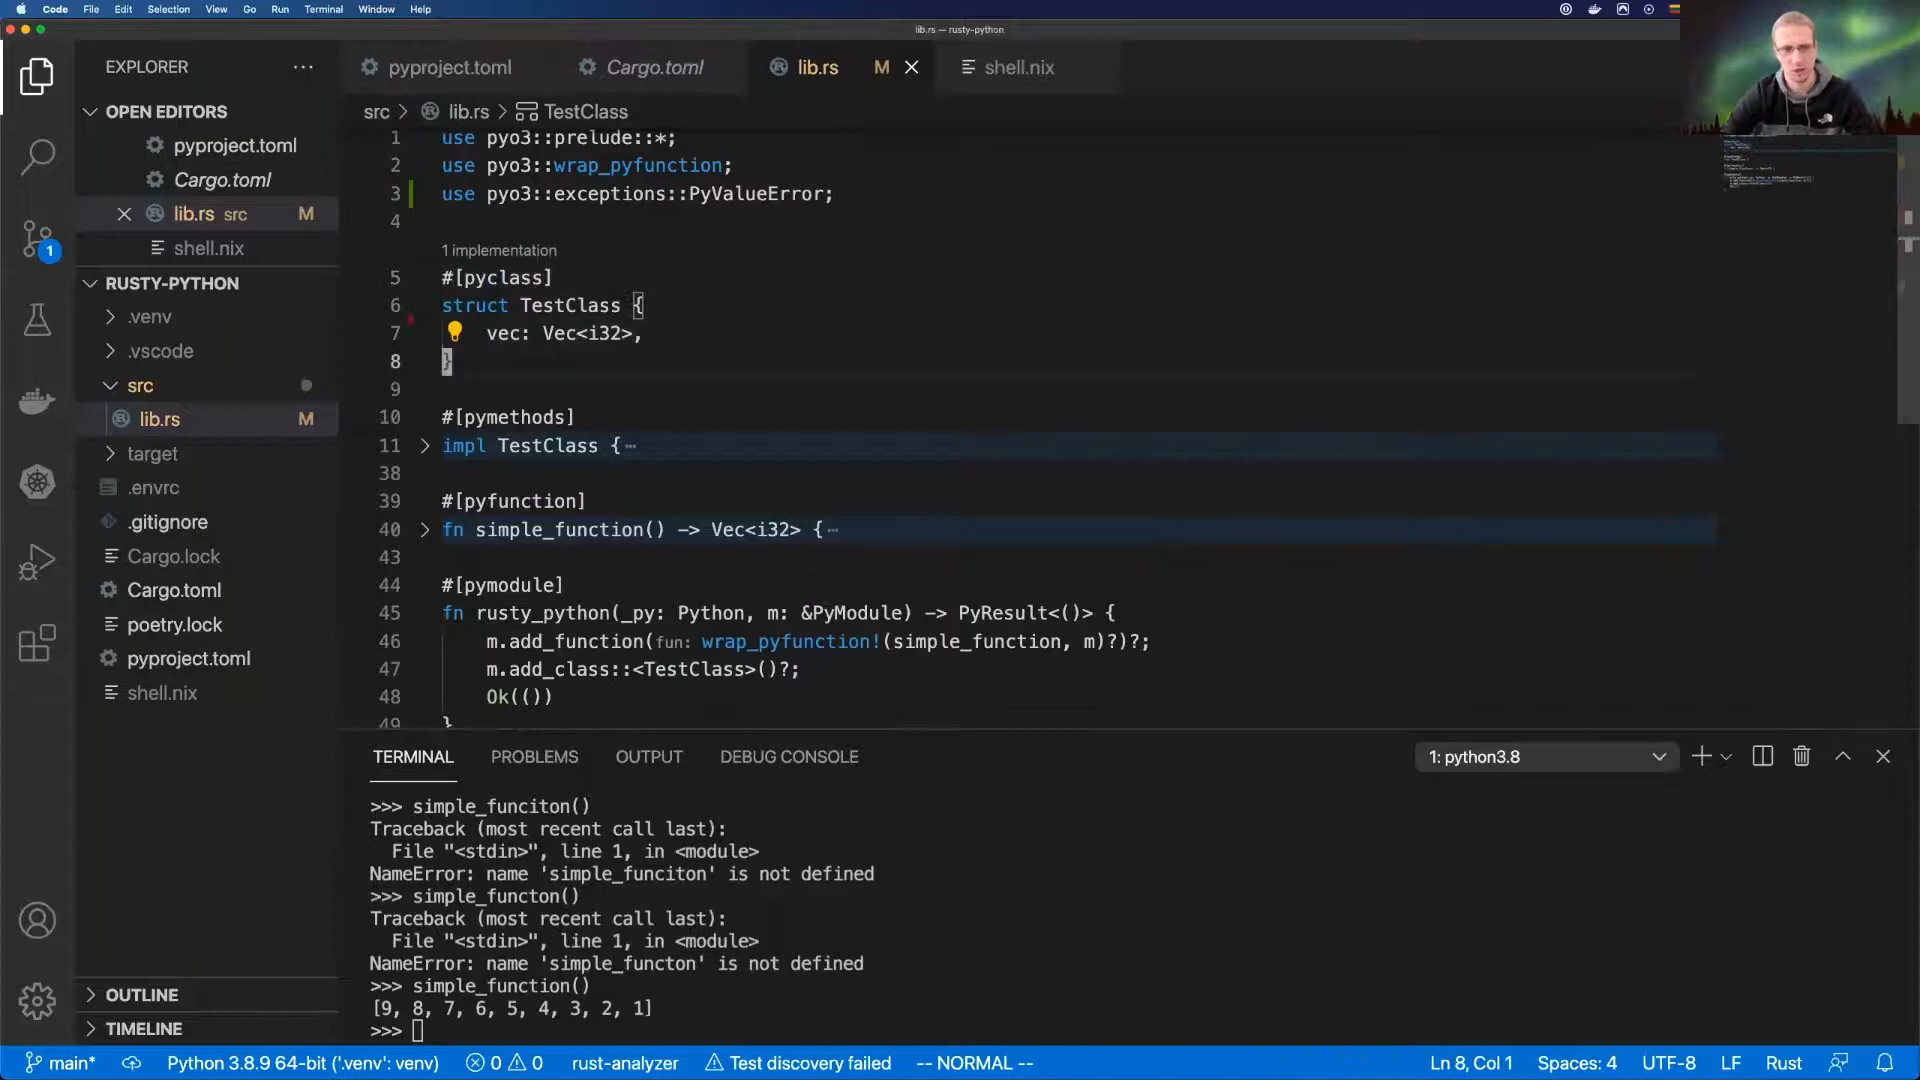 Code File Edit Selection View Go Run Terminal Window Help
lib.rs — rusty-python
EXPLORER
pyproject.toml
Cargo.toml
lib.rs M
shell.nix
OPEN EDITORS
pyproject.toml
Cargo.toml
lib.rs src M
shell.nix
RUSTY-PYTHON
.venv
.vscode
src
lib.rs M
target
.envrc
.gitignore
Cargo.lock
Cargo.toml
poetry.lock
pyproject.toml
shell.nix
OUTLINE
TIMELINE
1
src > lib.rs > TestClass
1 use pyo3::prelude::*;
2 use pyo3::wrap_pyfunction;
3 use pyo3::exceptions::PyValueError;
4
1 implementation
5 #[pyclass]
6 struct TestClass {
7 vec: Vec<i32>,
8 }
9
10 #[pymethods]
11 impl TestClass {
38
39 #[pyfunction]
40 fn simple_function() -> Vec<i32> {
43
44 #[pymodule]
45 fn rusty_python(_py: Python, m: &PyModule) -> PyResult<()> {
46 m.add_function(fun: wrap_pyfunction!(simple_function, m)?)?;
47 m.add_class::<TestClass>()?;
48 Ok(())
49 }
TERMINAL PROBLEMS OUTPUT DEBUG CONSOLE
1: python3.8
>>> simple_funciton()
Traceback (most recent call last):
File "<stdin>", line 1, in <module>
NameError: name 'simple_funciton' is not defined
>>> simple_functon()
Traceback (most recent call last):
File "<stdin>", line 1, in <module>
NameError: name 'simple_functon' is not defined
>>> simple_function()
[9, 8, 7, 6, 5, 4, 3, 2, 1]
>>>
main* Python 3.8.9 64-bit ('.venv': venv) 0 0 rust-analyzer Test discovery failed -- NORMAL -- Ln 8, Col 1 Spaces: 4 UTF-8 LF Rust